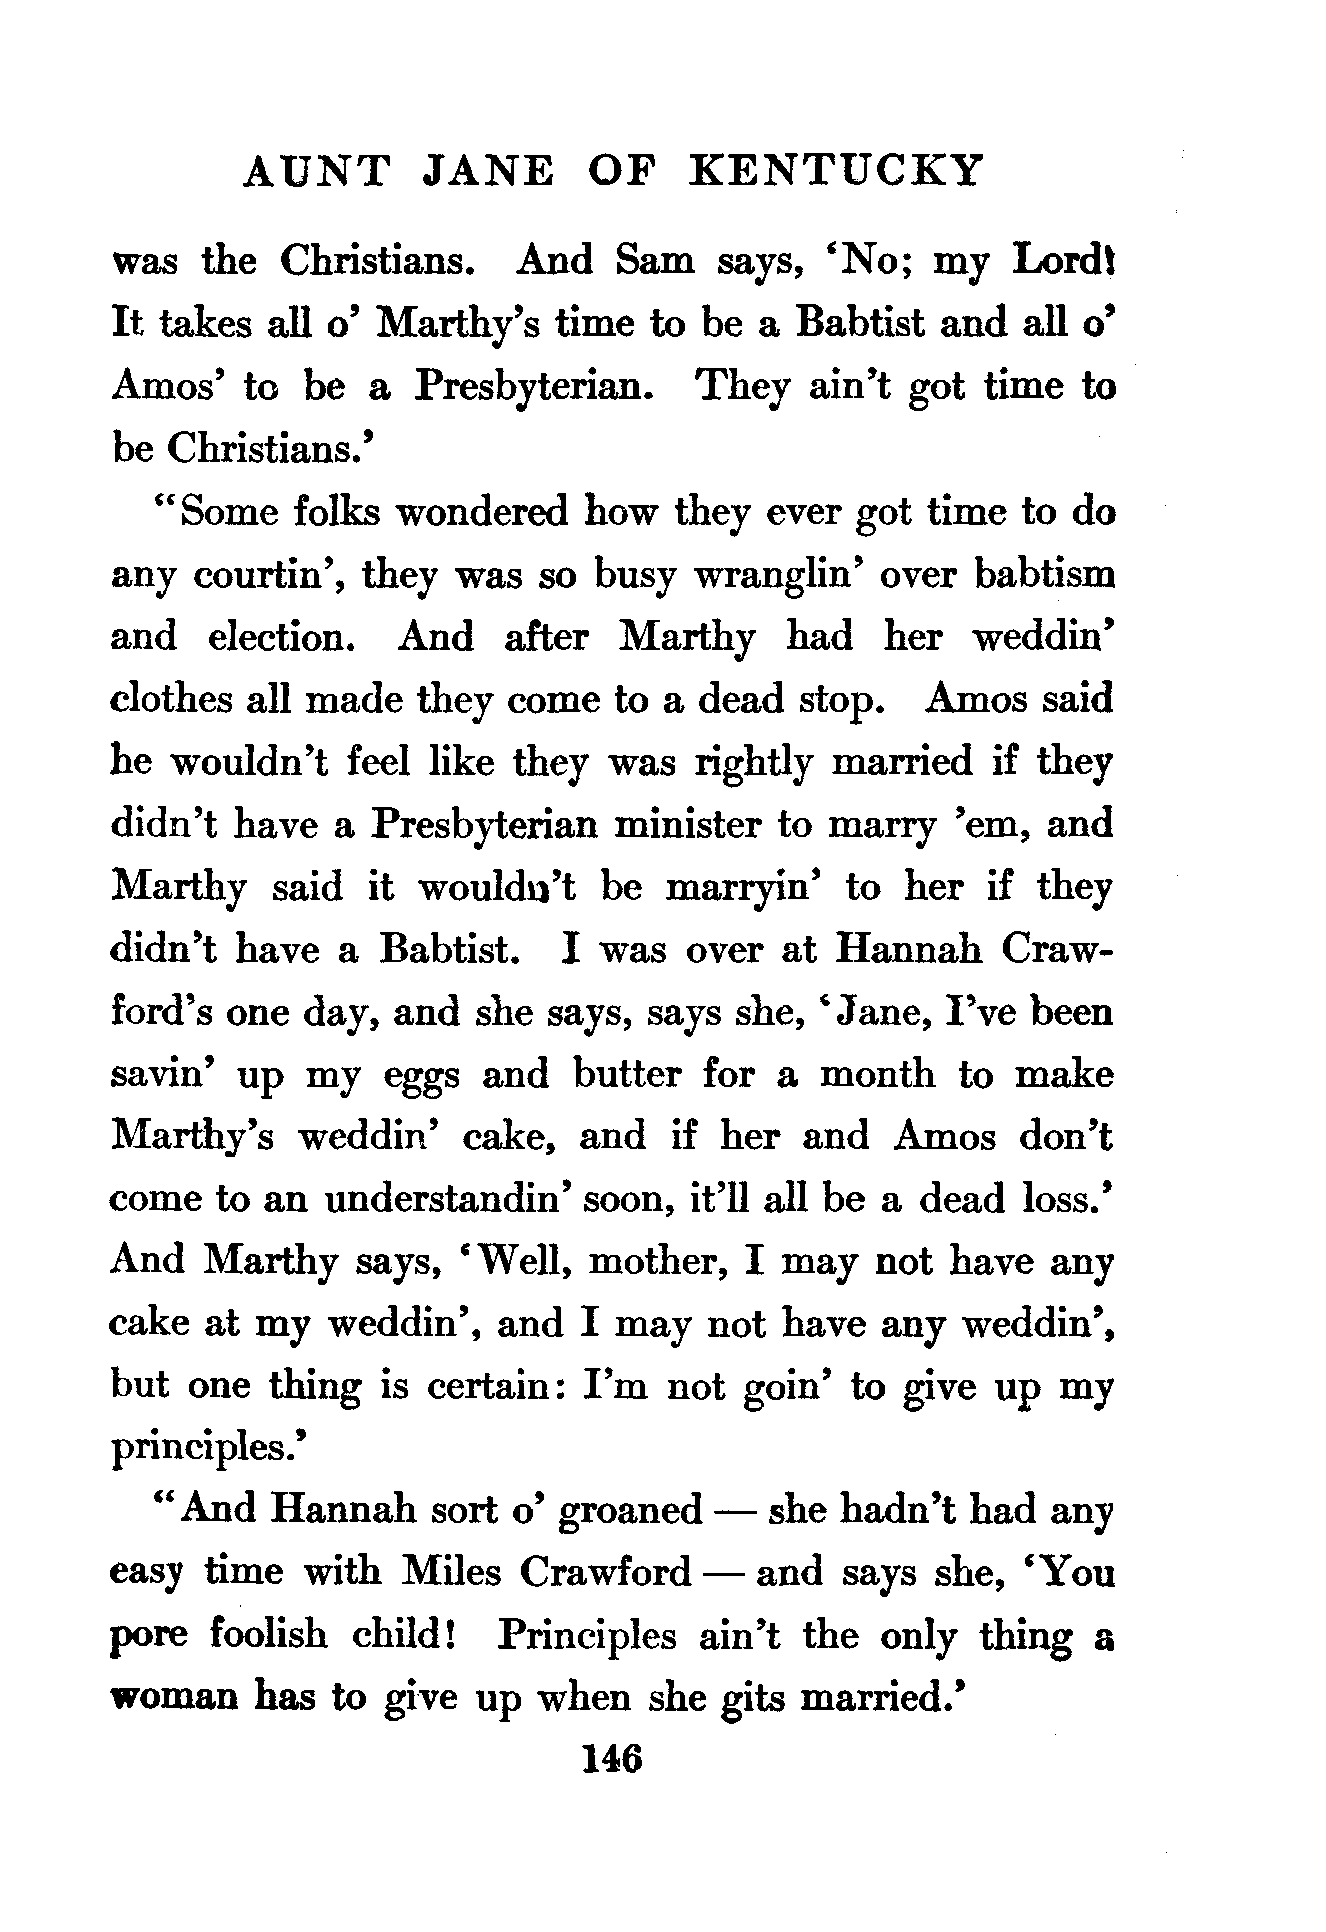 AUNT JANE OF KENTUCKY
was the Christians. And Sam says, ‘No; my Lord!
It takes all o’ Marthy’s time to be a Babtist and all o’
Amos’ to be a Presbyterian. They ain’t got time to
be Christians.’
“Some folks wondered how they ever got time to do
any courtin’, they was so busy wranglin’ over babtism
and election. And after Marthy had her weddin’
clothes all made they come to a dead stop. Amos said
he wouldn’t feel like they was rightly married if they
didn’t have a Presbyterian minister to marry ’em, and
Marthy said it wouldn’t be marryin’ to her if they
didn’t have a Babtist. I was over at Hannah Craw-
ford’s one day, and she says, says she, ‘Jane, I’ve been
savin’ up my eggs and butter for a month to make
Marthy’s weddin’ cake, and if her and Amos don’t
come to an understandin’ soon, it’ll all be a dead loss.’
And Marthy says, ‘Well, mother, I may not have any
cake at my weddin’, and I may not have any weddin’,
but one thing is certain: I’m not goin’ to give up my
principles.’
“And Hannah sort o’ groaned — she hadn’t had any
easy time with Miles Crawford — and says she, ‘You
pore foolish child! Principles ain’t the only thing a
woman has to give up when she gits married.’
146